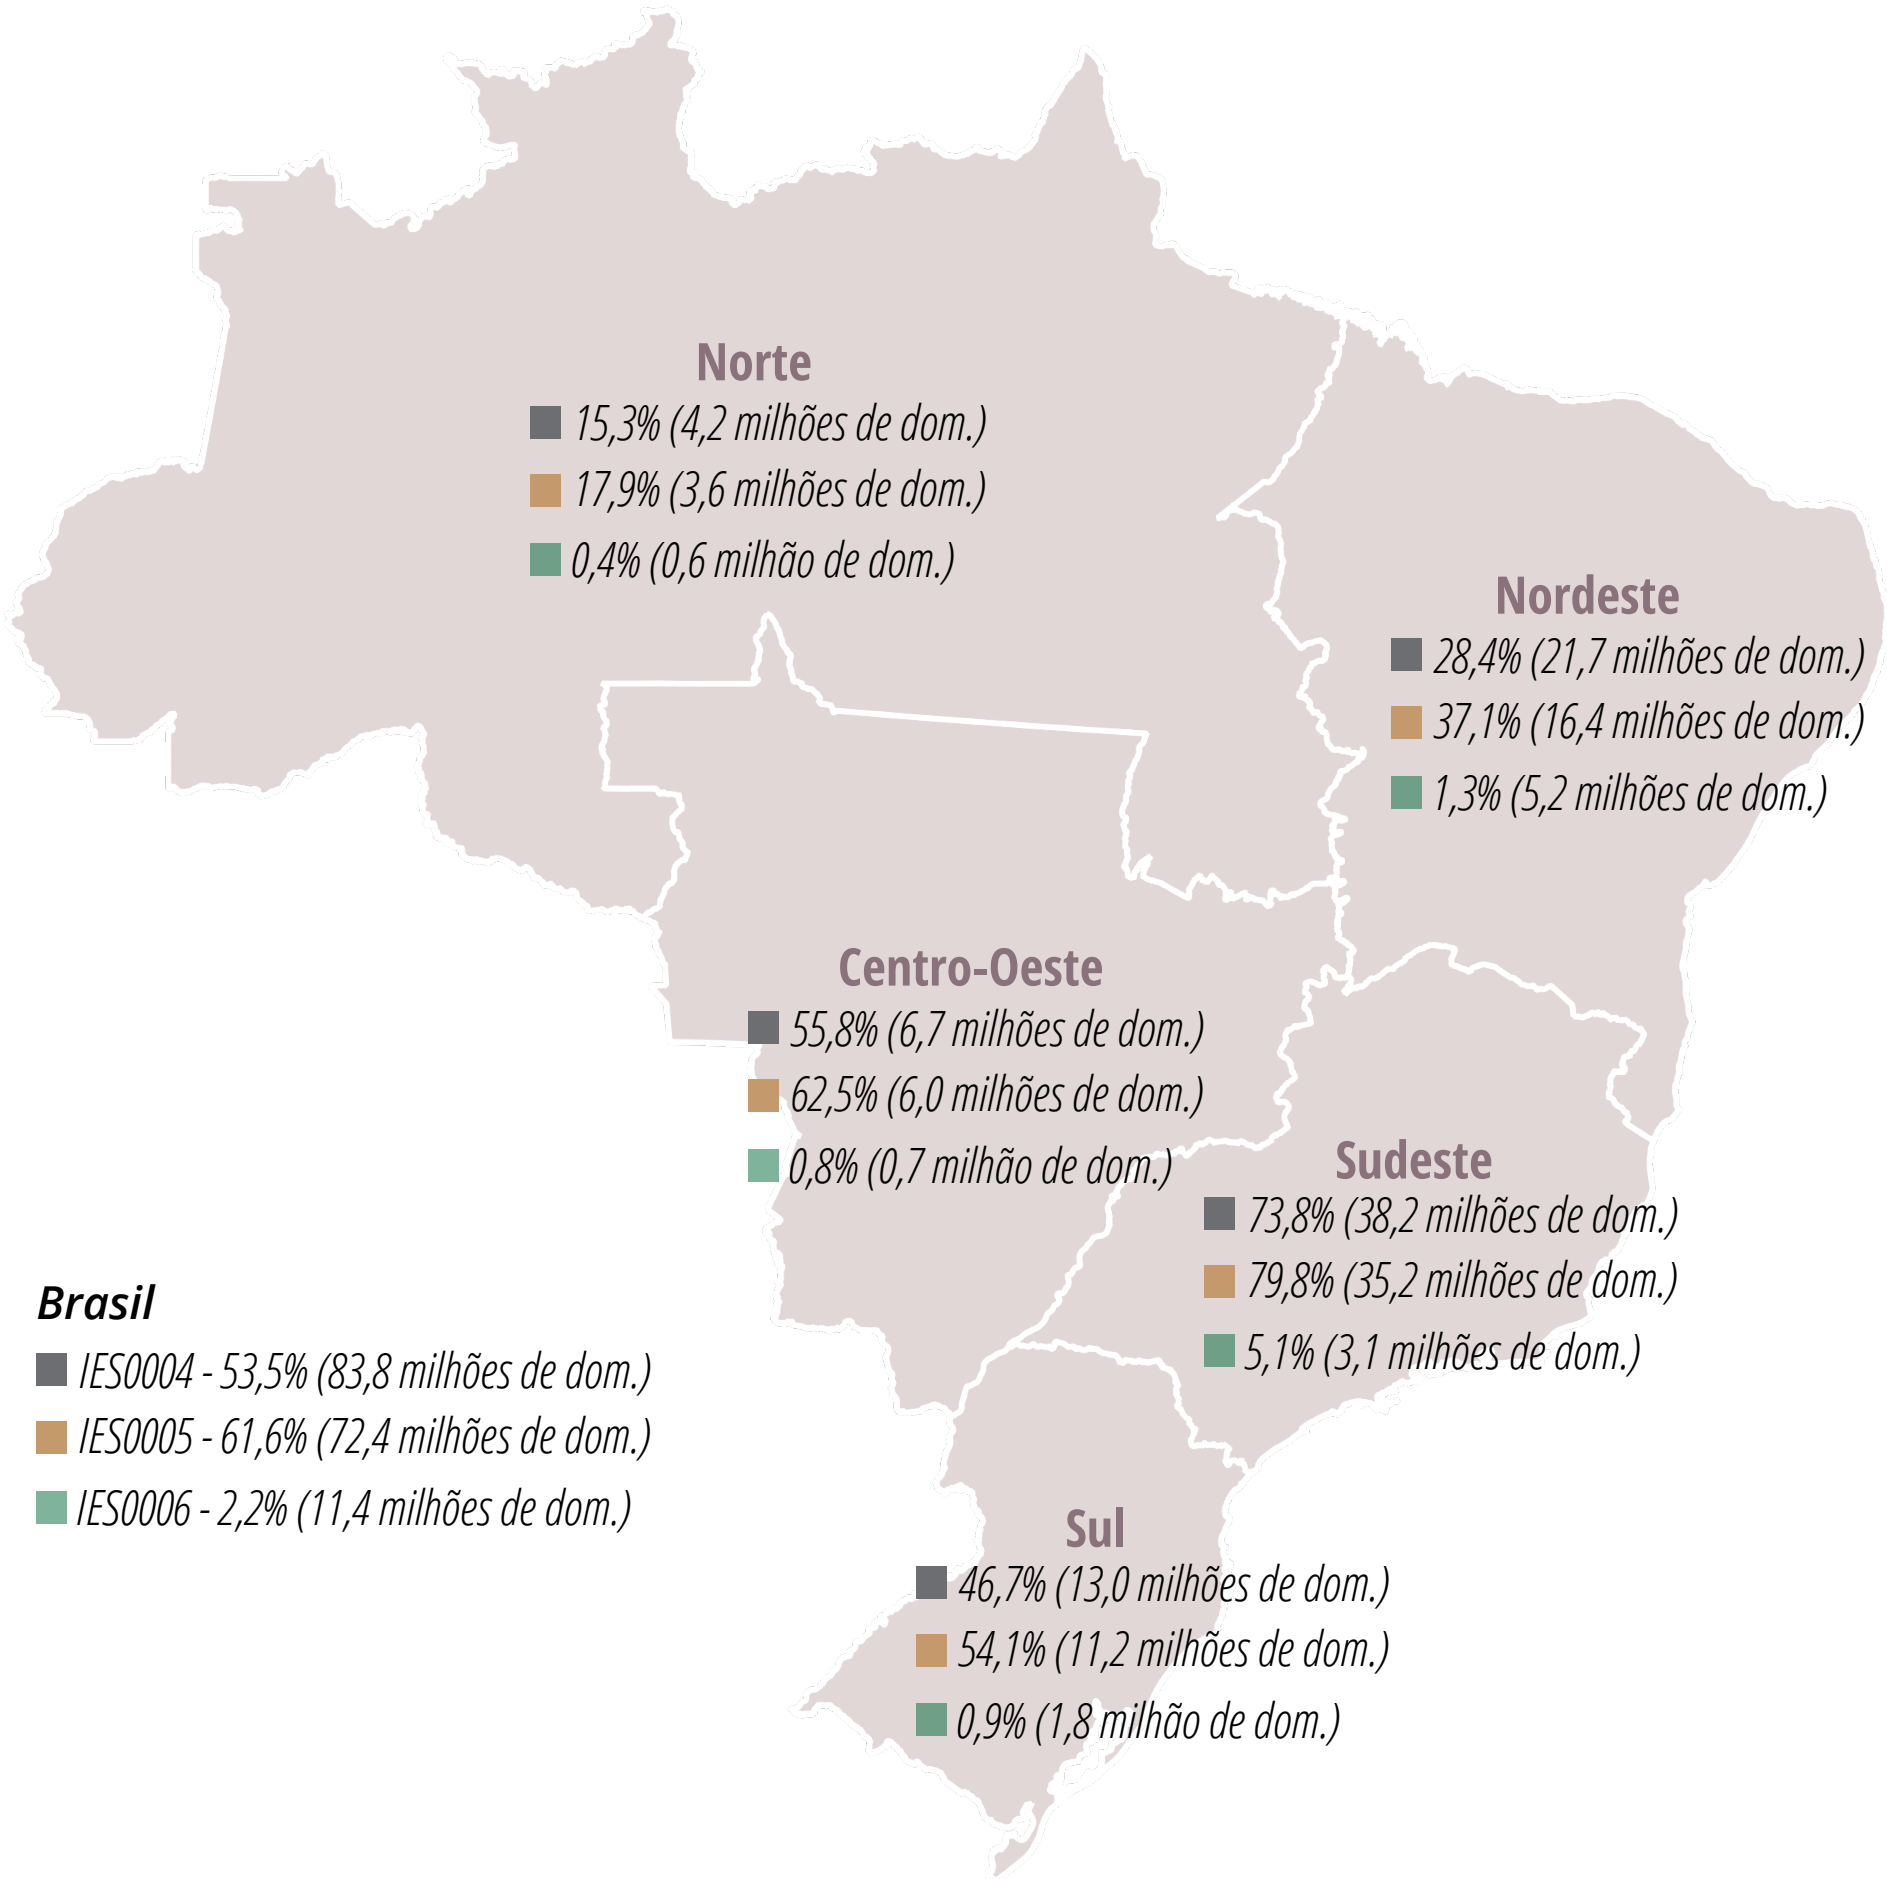 Norte
15,3% (4,2 milhões de dom.)
17,9% (3,6 milhões de dom.)
0,4% (0,6 milhão de dom.)
Nordeste
28,4% (21,7 milhões de dom.)
37,1% (16,4 milhões de dom.)
1,3% (5,2 milhões de dom.)
Centro-Oeste
55,8% (6,7 milhões de dom.)
62,5% (6,0 milhões de dom.)
0,8% (0,7 milhão de dom.)
Sudeste
73,8% (38,2 milhões de dom.)
79,8% (35,2 milhões de dom.)
5,1% (3,1 milhões de dom.)
Brasil
IES0004 - 53,5% (83,8 milhões de dom.)
IES0005 - 61,6% (72,4 milhões de dom.)
IES0006 - 2,2% (11,4 milhões de dom.)
Sul
46,7% (13,0 milhões de dom.)
54,1% (11,2 milhões de dom.)
0,9% (1,8 milhão de dom.)